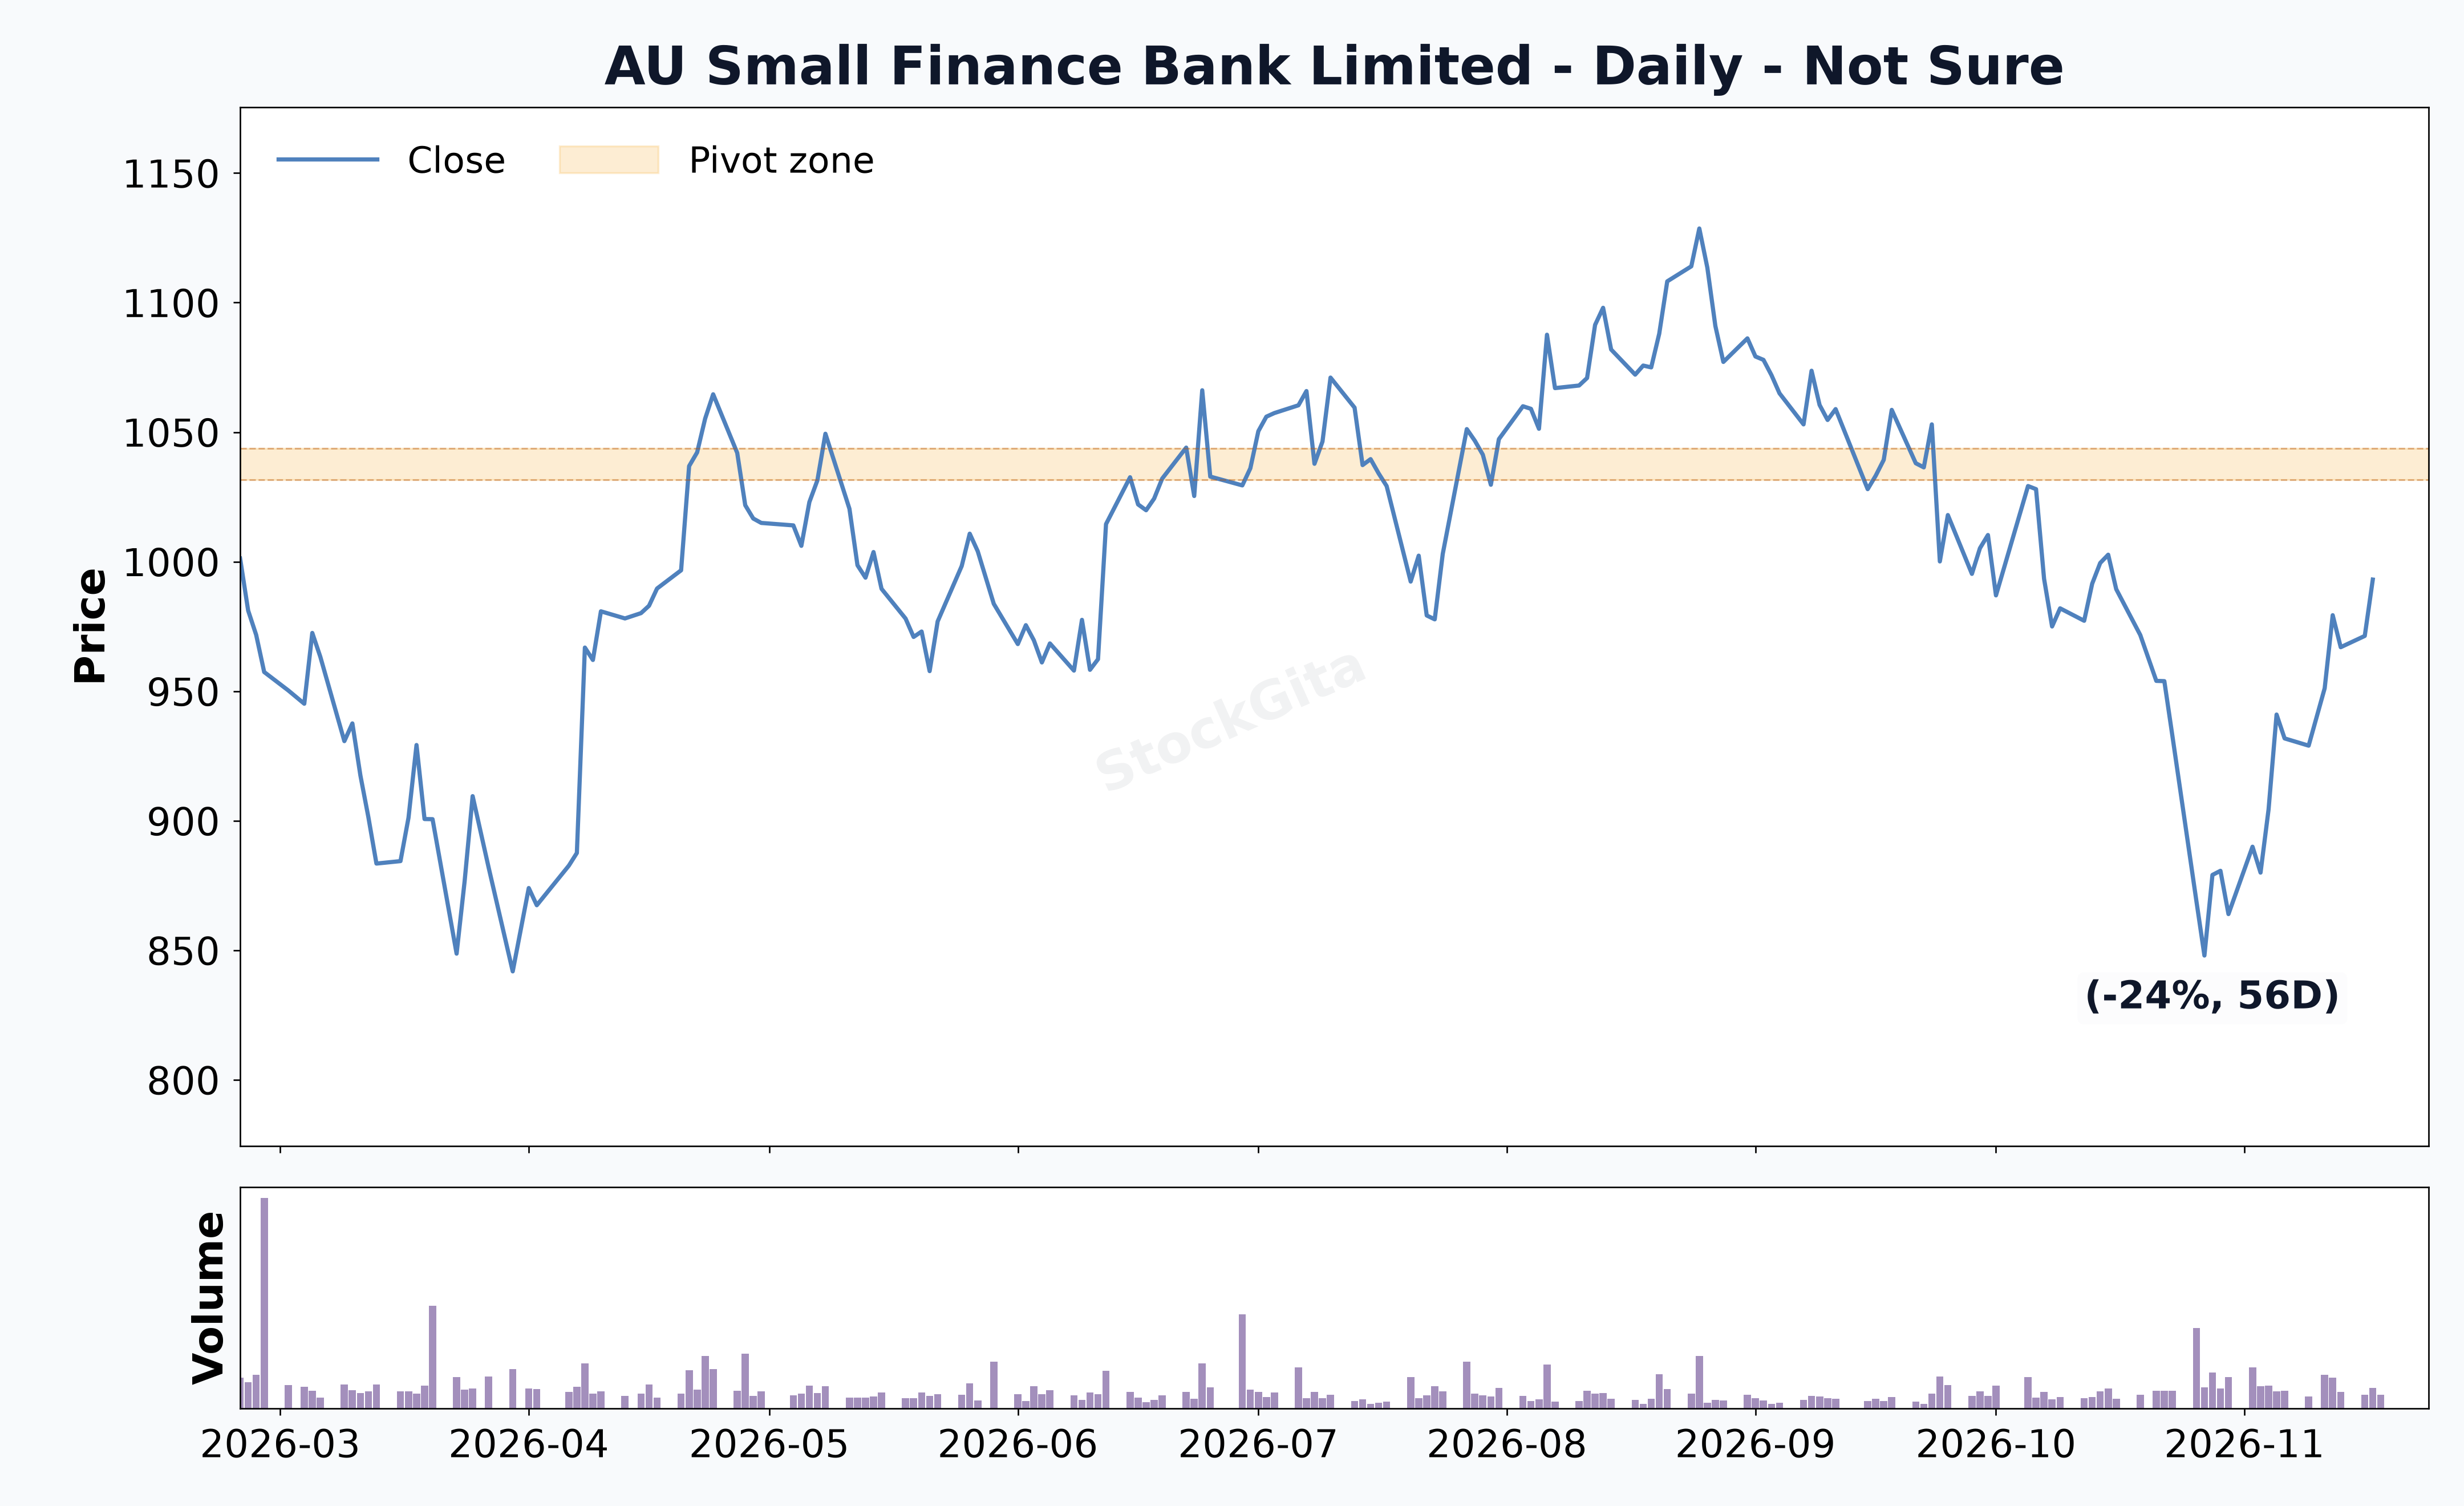 AU Small Finance Bank Limited - Daily - Not Sure
Close
Pivot zone
1150
1100
1050
1000
950
900
850
800
Price
StockGita
(-24%, 56D)
Volume
2026-03
2026-04
2026-05
2026-06
2026-07
2026-08
2026-09
2026-10
2026-11